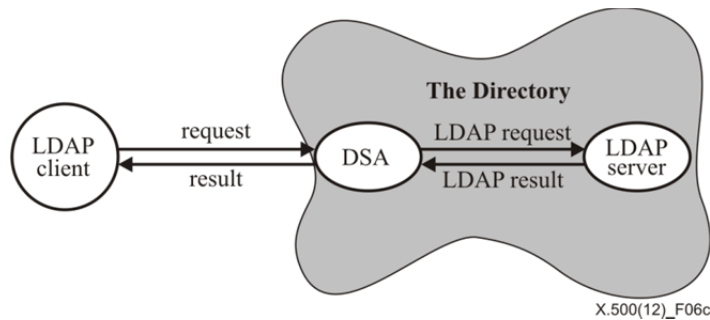 The Directory
LDAP
client
request
result
DSA
LDAP request
LDAP result
LDAP
server
X.500(12)_F06c